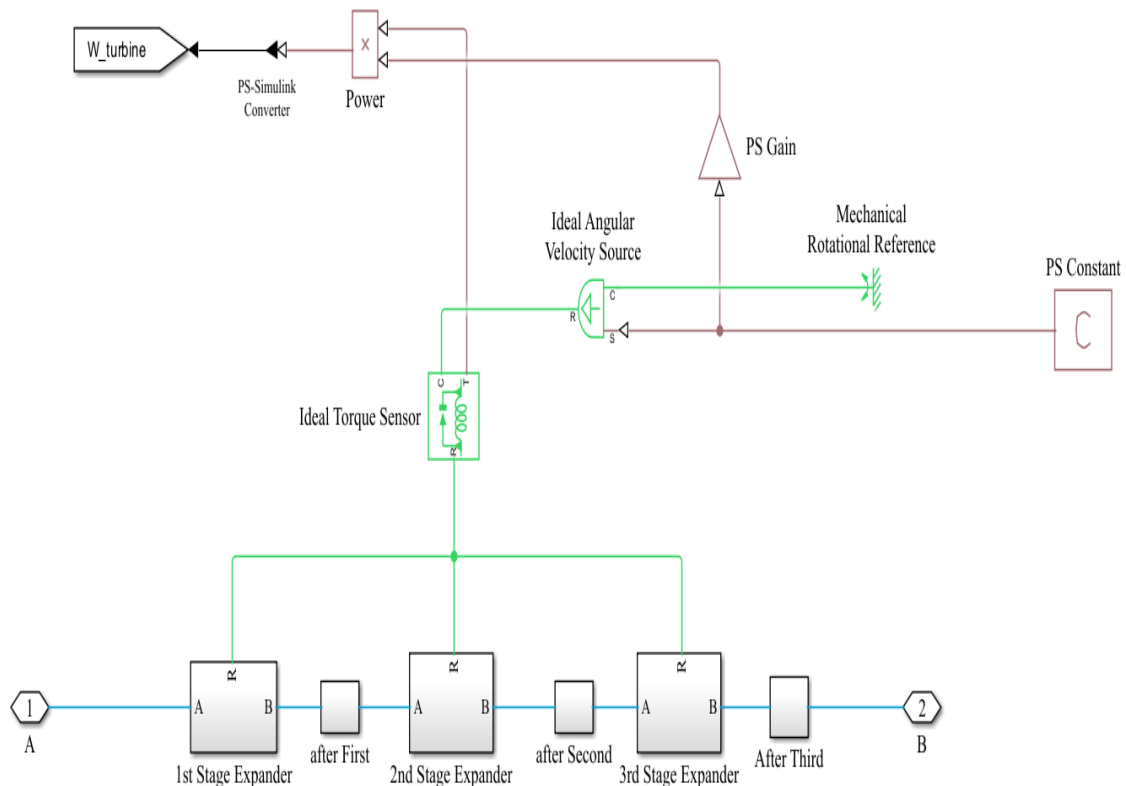 W_turbine
PS-Simulink
Converter
×
Power
PS Gain
Ideal Angular
Velocity Source
Mechanical
Rotational Reference
PS Constant
C
R
C
S
C
T
Ideal Torque Sensor
R
R
R
R
1
A
A
B
1st Stage Expander
after First
A
B
2nd Stage Expander
after Second
A
B
3rd Stage Expander
After Third
2
B